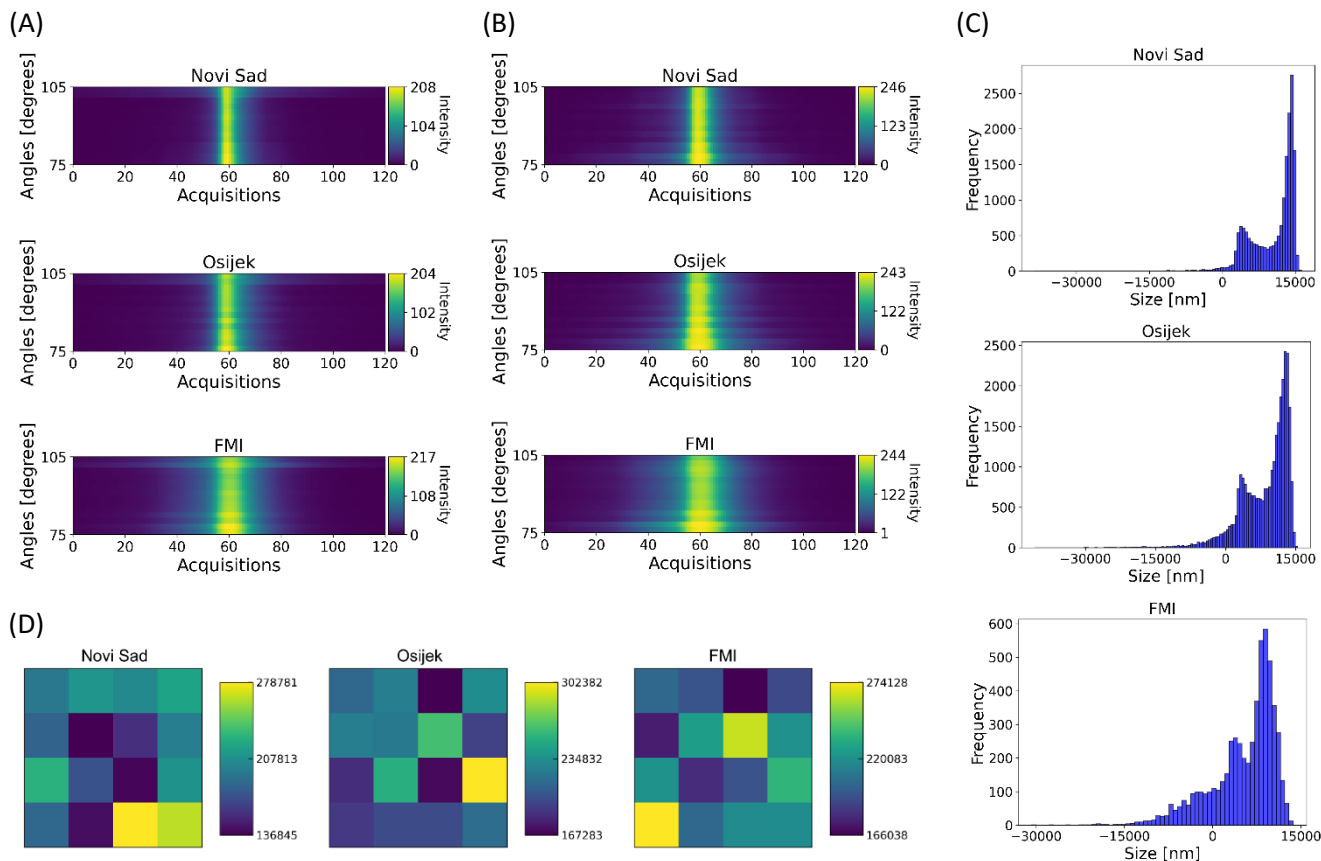 (A)
Novi Sad
Angles [degrees]
105
75
0 20 40 60 80 100 120
Acquisitions
208
104
0
Intensity
Osijek
Angles [degrees]
105
75
0 20 40 60 80 100 120
Acquisitions
204
102
0
Intensity
FMI
Angles [degrees]
105
75
0 20 40 60 80 100 120
Acquisitions
217
108
0
Intensity
(B)
Novi Sad
Angles [degrees]
105
75
0 20 40 60 80 100 120
Acquisitions
246
123
0
Intensity
Osijek
Angles [degrees]
105
75
0 20 40 60 80 100 120
Acquisitions
243
122
0
Intensity
FMI
Angles [degrees]
105
75
0 20 40 60 80 100 120
Acquisitions
244
122
1
Intensity
(C)
Novi Sad
Frequency
2500
2000
1500
1000
500
0
−30000 −15000 0 15000
Size [nm]
Osijek
Frequency
2500
2000
1500
1000
500
0
−30000 −15000 0 15000
Size [nm]
FMI
Frequency
600
500
400
300
200
100
0
−30000 −15000 0 15000
Size [nm]
(D)
Novi Sad
278781
207813
136845
Osijek
302382
234832
167283
FMI
274128
220083
166038